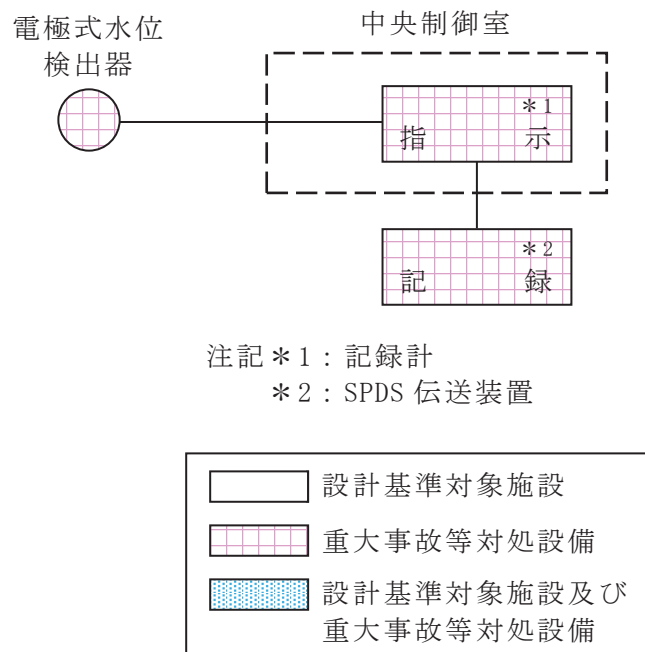 電極式水位
検出器
中央制御室
＊1
指 示
＊2
記 録
注記＊1：記録計
＊2：SPDS 伝送装置
設計基準対象施設
重大事故等対処設備
設計基準対象施設及び
重大事故等対処設備